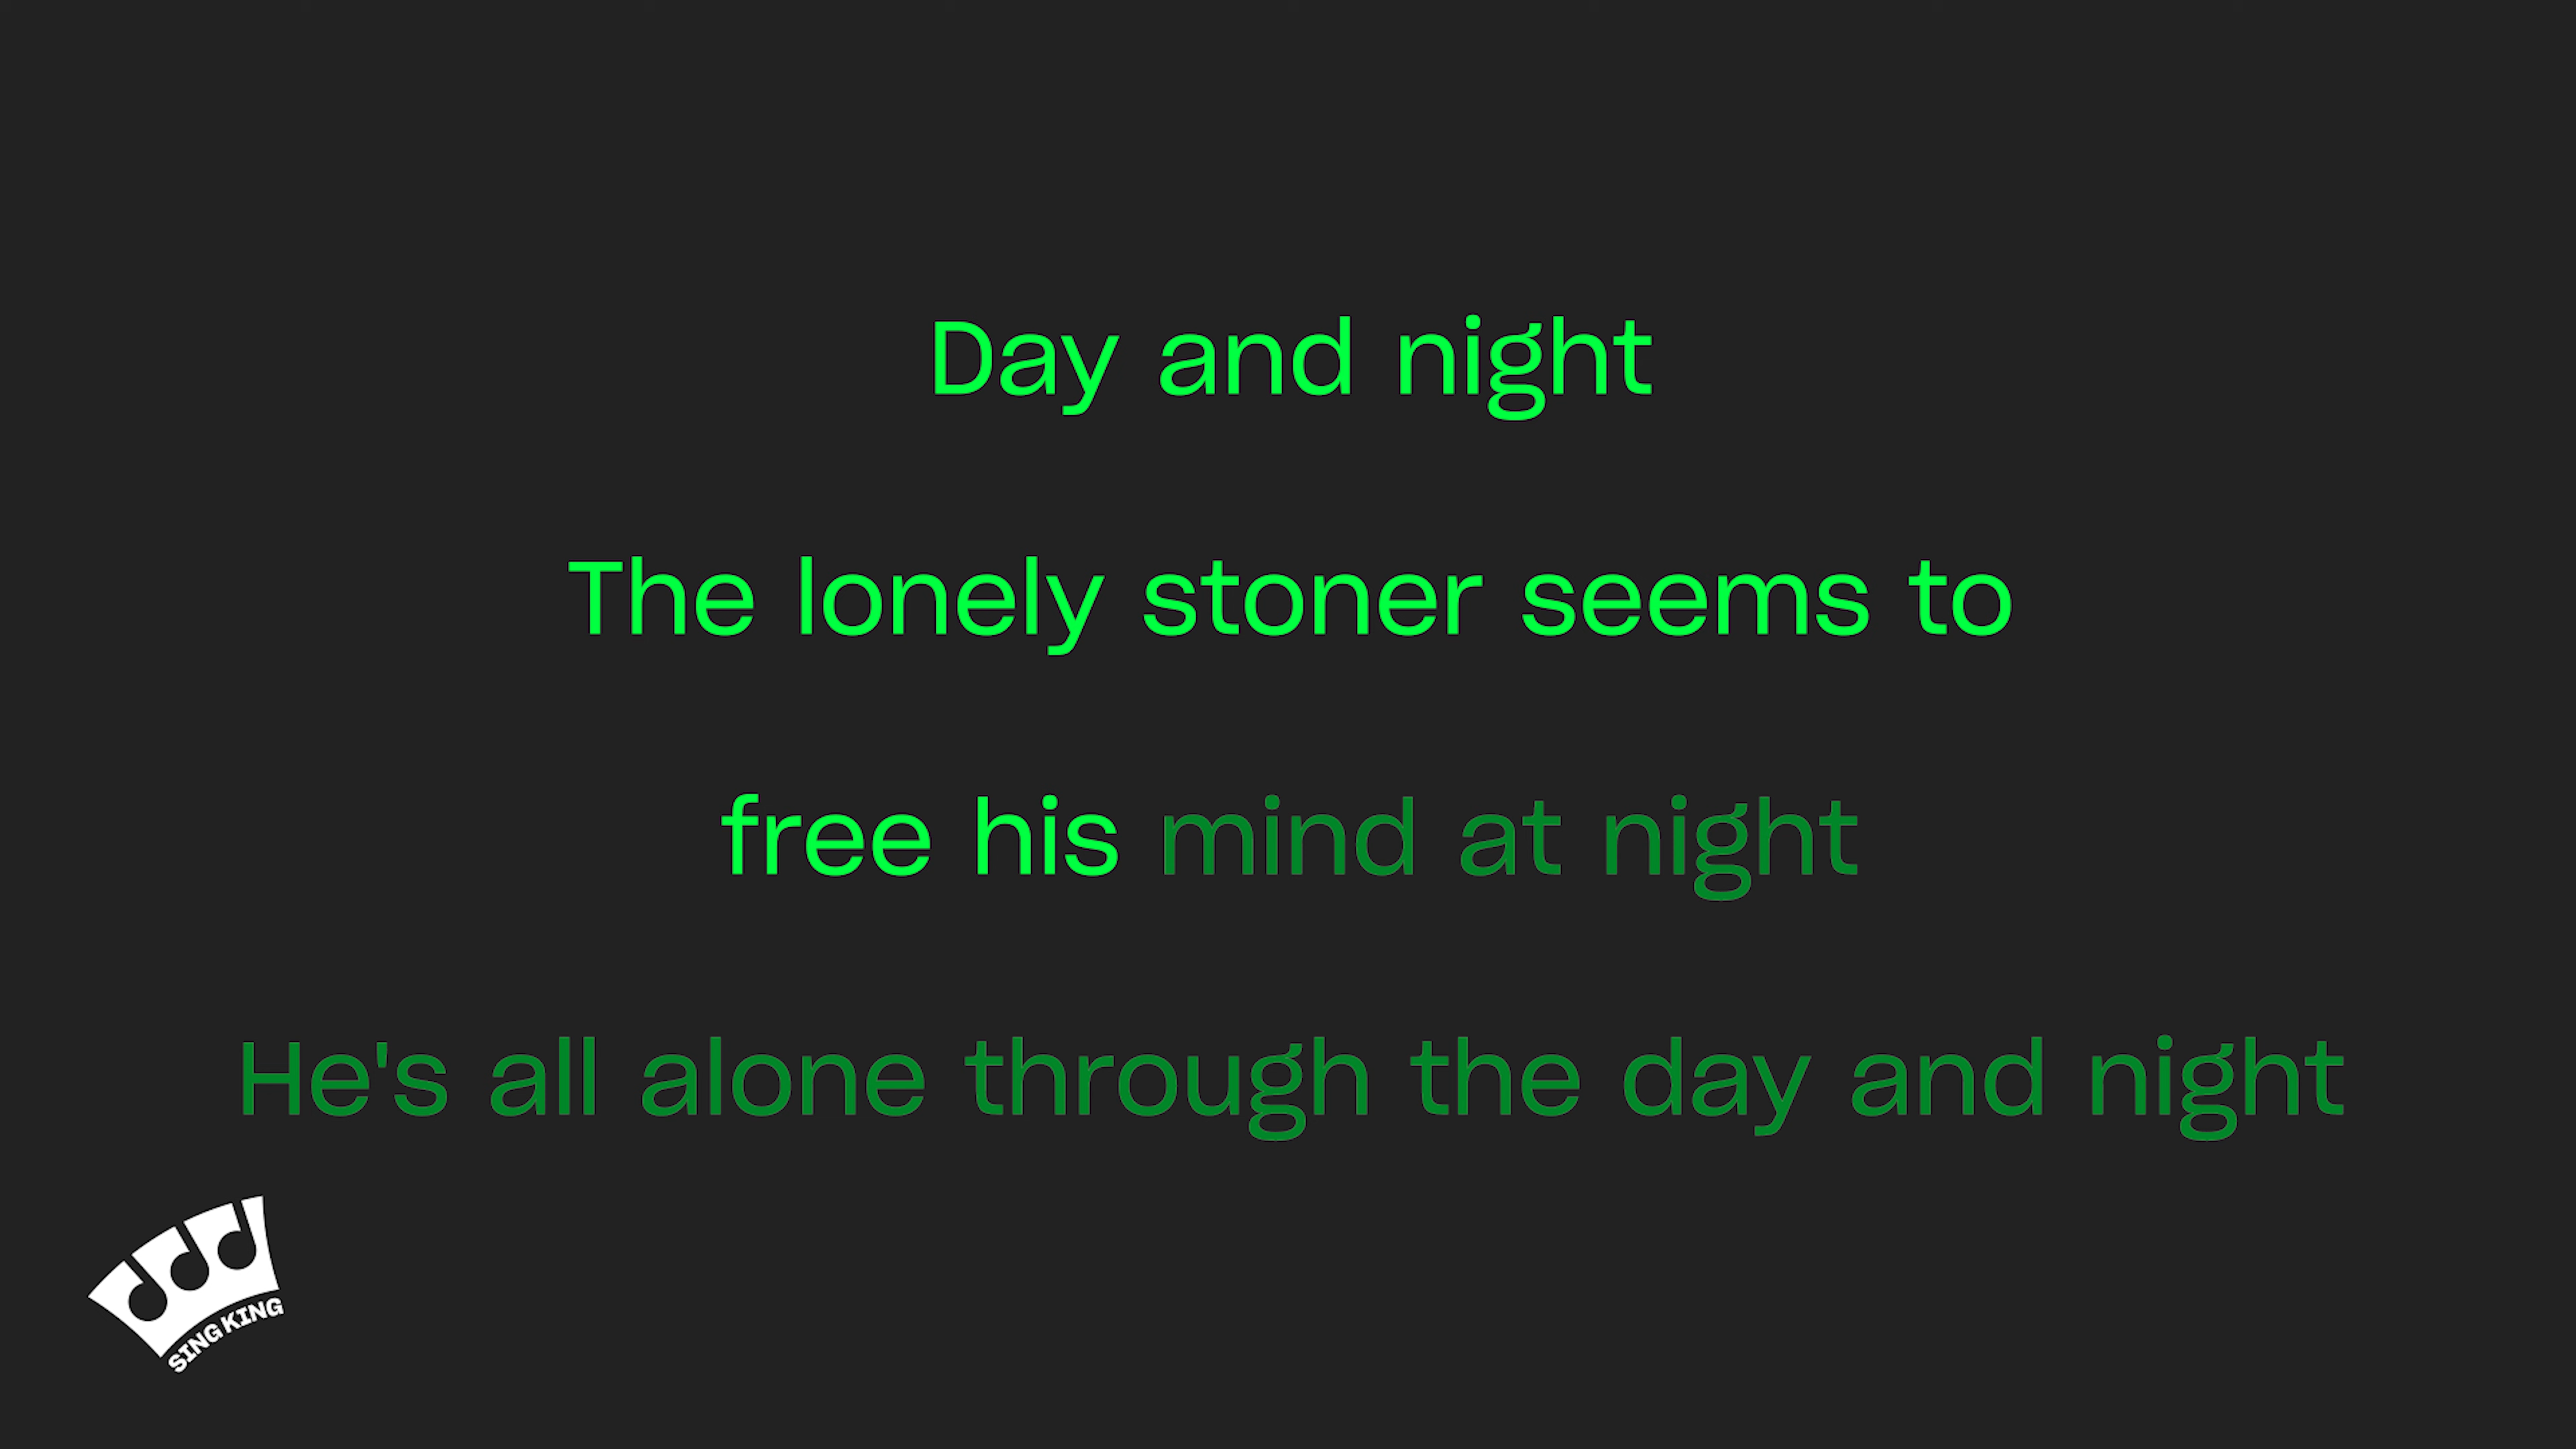 Day and night
The lonely stoner seems to
free his mind at night
He's all alone through the day and night
SING KING